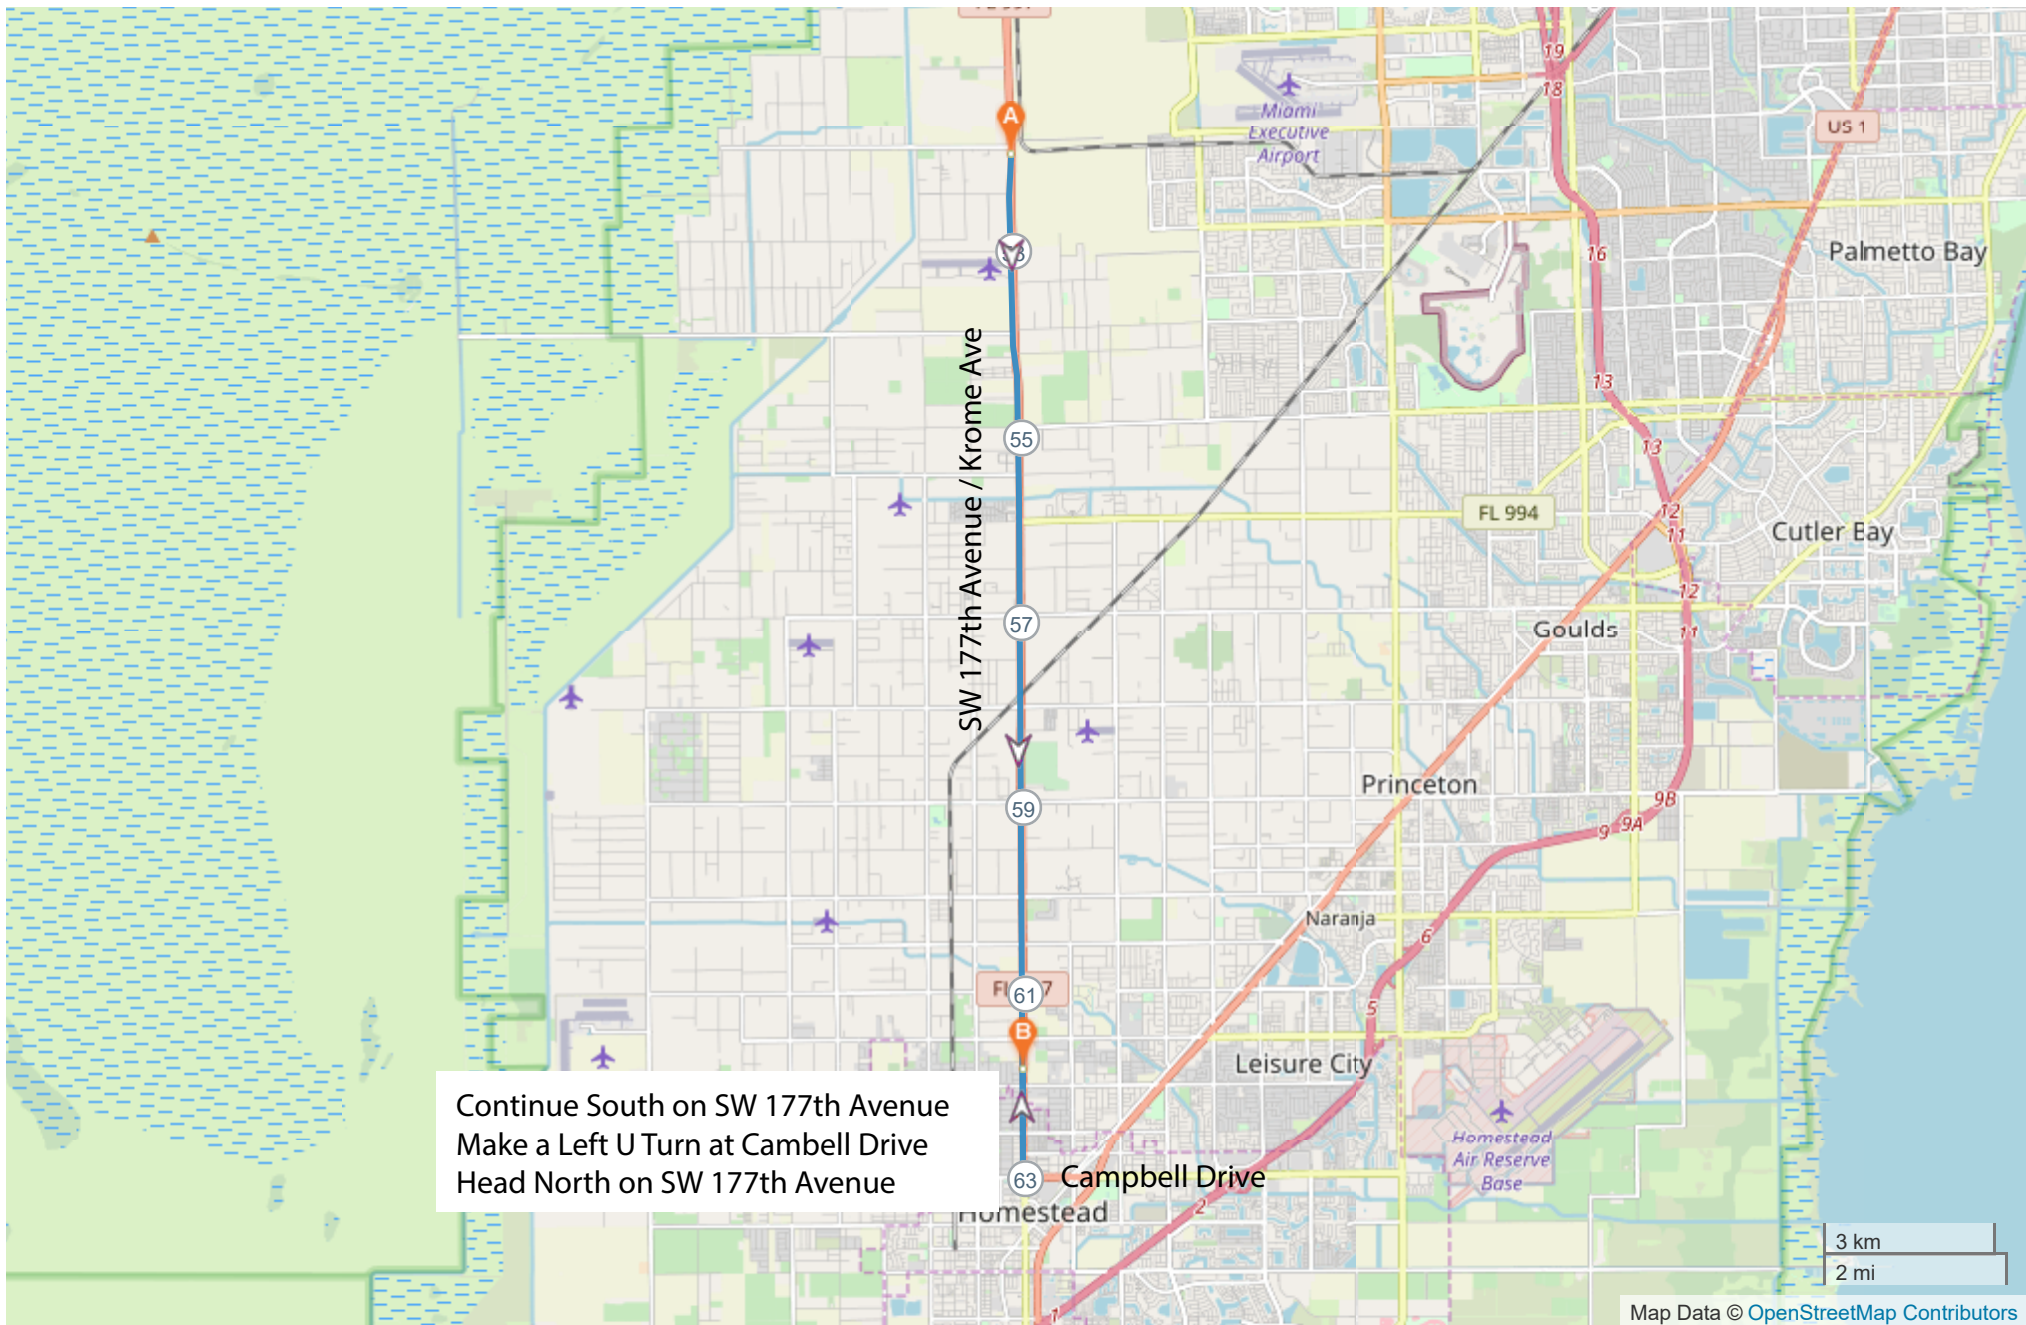 19
18
A
Miami
Executive
Airport
US 1
16
Palmetto Bay
SW 177th Avenue / Krome Ave
13
55
13
FL 994
12
11
Cutler Bay
12
57
Goulds
11
Princeton
59
9B
9
9A
Naranja
6
61
5
B
Leisure City
Continue South on SW 177th Avenue
Make a Left U Turn at Cambell Drive
Head North on SW 177th Avenue
Homestead
Air Reserve
Base
63
Campbell Drive
2
Homestead
3 km
2 mi
1
Map Data © OpenStreetMap Contributors